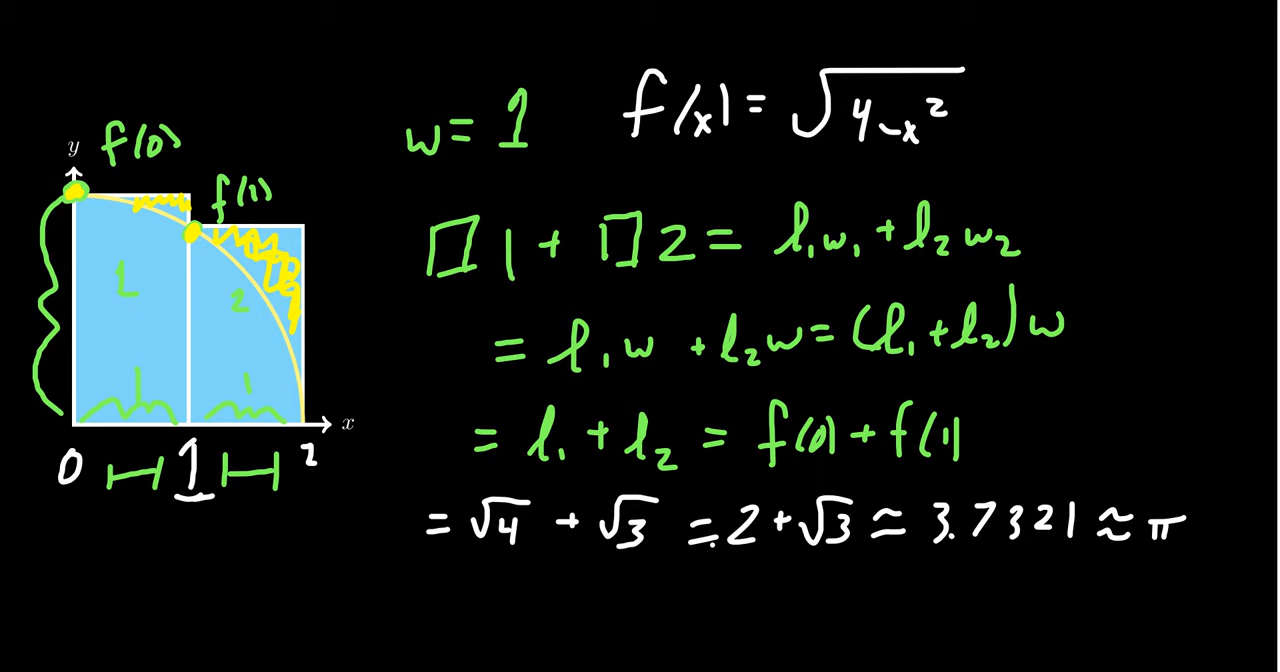 w = 1
f(x) = √(4-x²)
y
f(0)
f(1)
□ 1 + □ 2 = l₁w₁ + l₂w₂
1
2
= l₁w + l₂w = (l₁ + l₂) w
1
1
x
= l₁ + l₂ = f(0) + f(1)
0
1
2
= √4 + √3 = 2 + √3 ≈ 3.7321 ≈ π